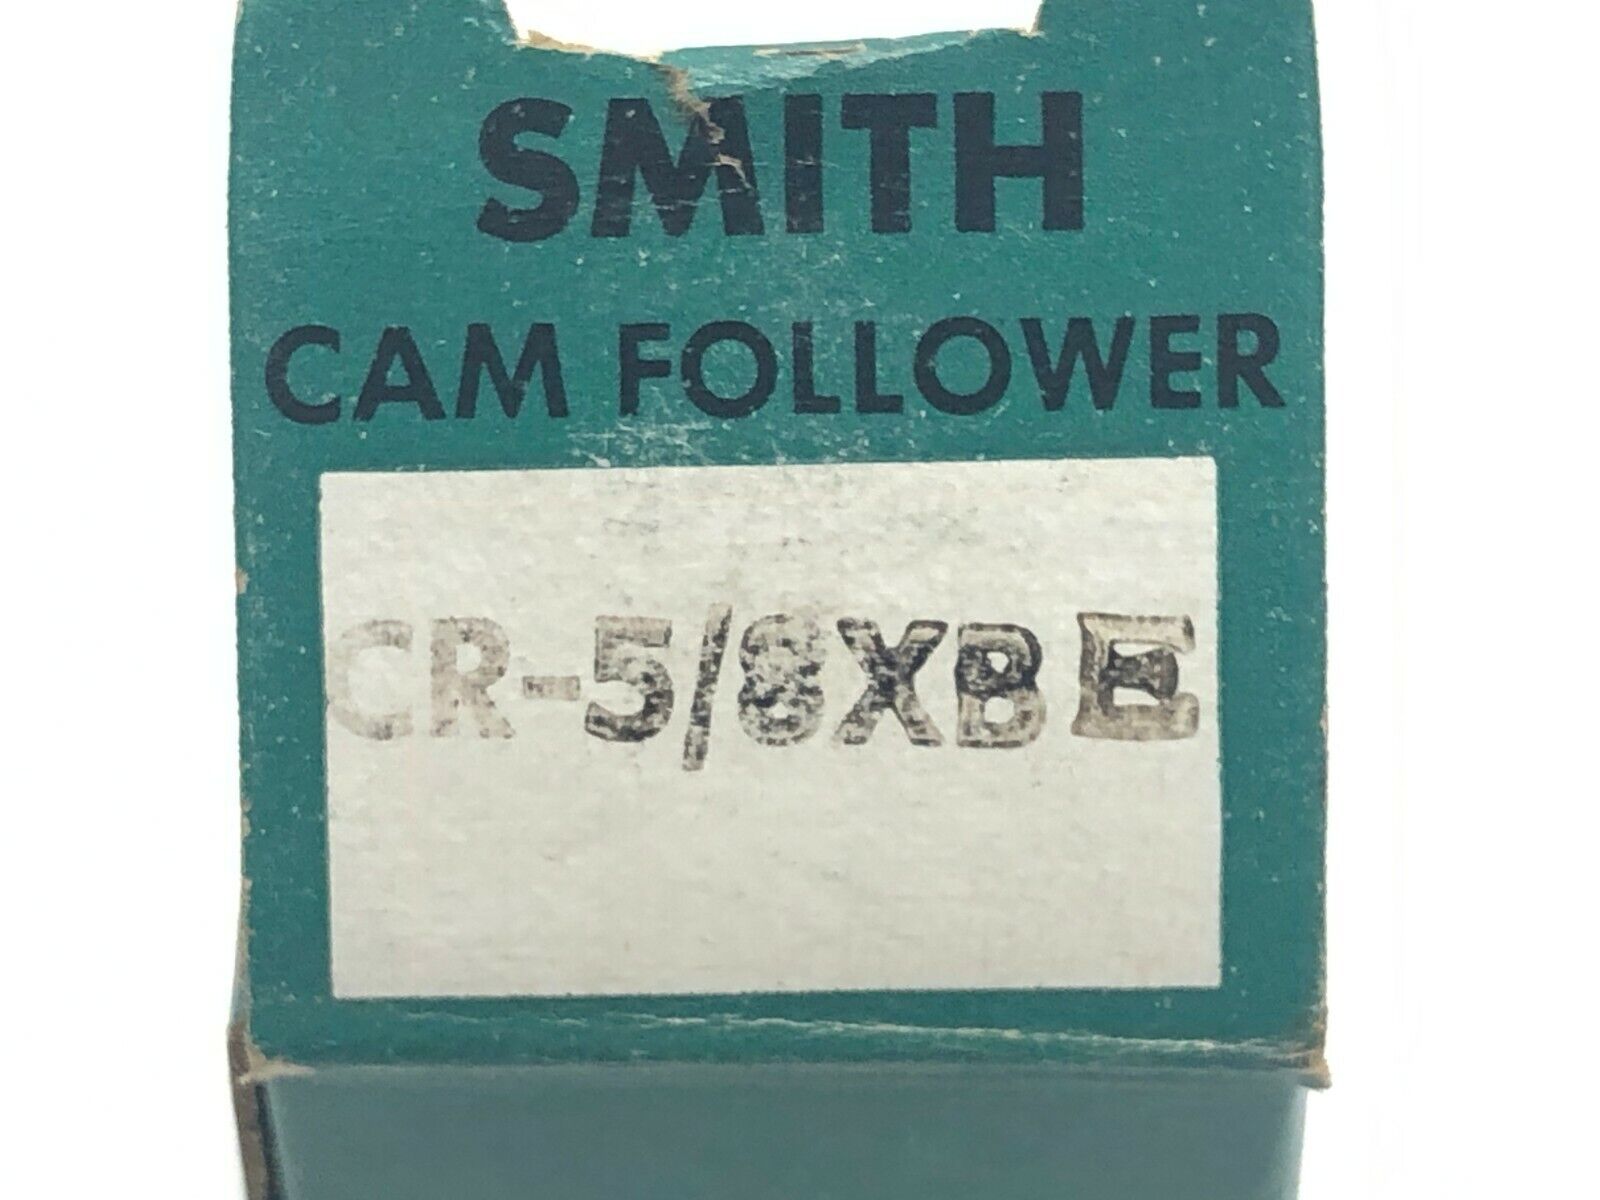 SMITH
CAM FOLLOWER
CR-5/8XBE